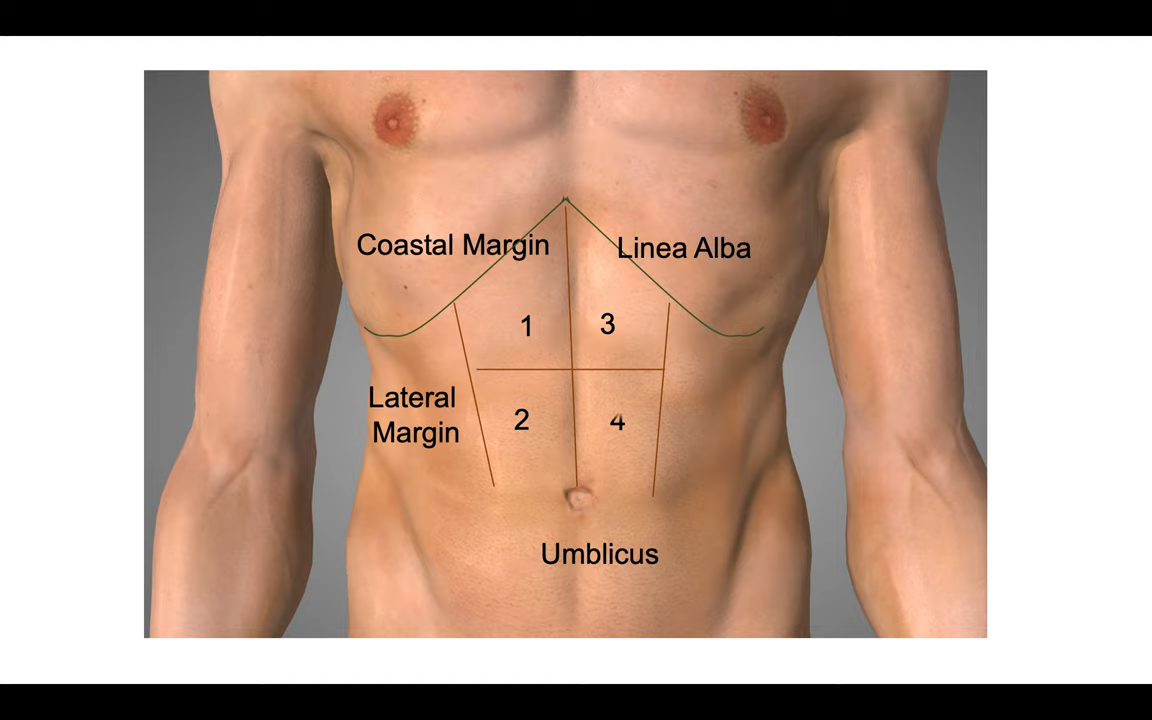 Coastal Margin
Linea Alba
1
3
Lateral
Margin
2
4
Umblicus